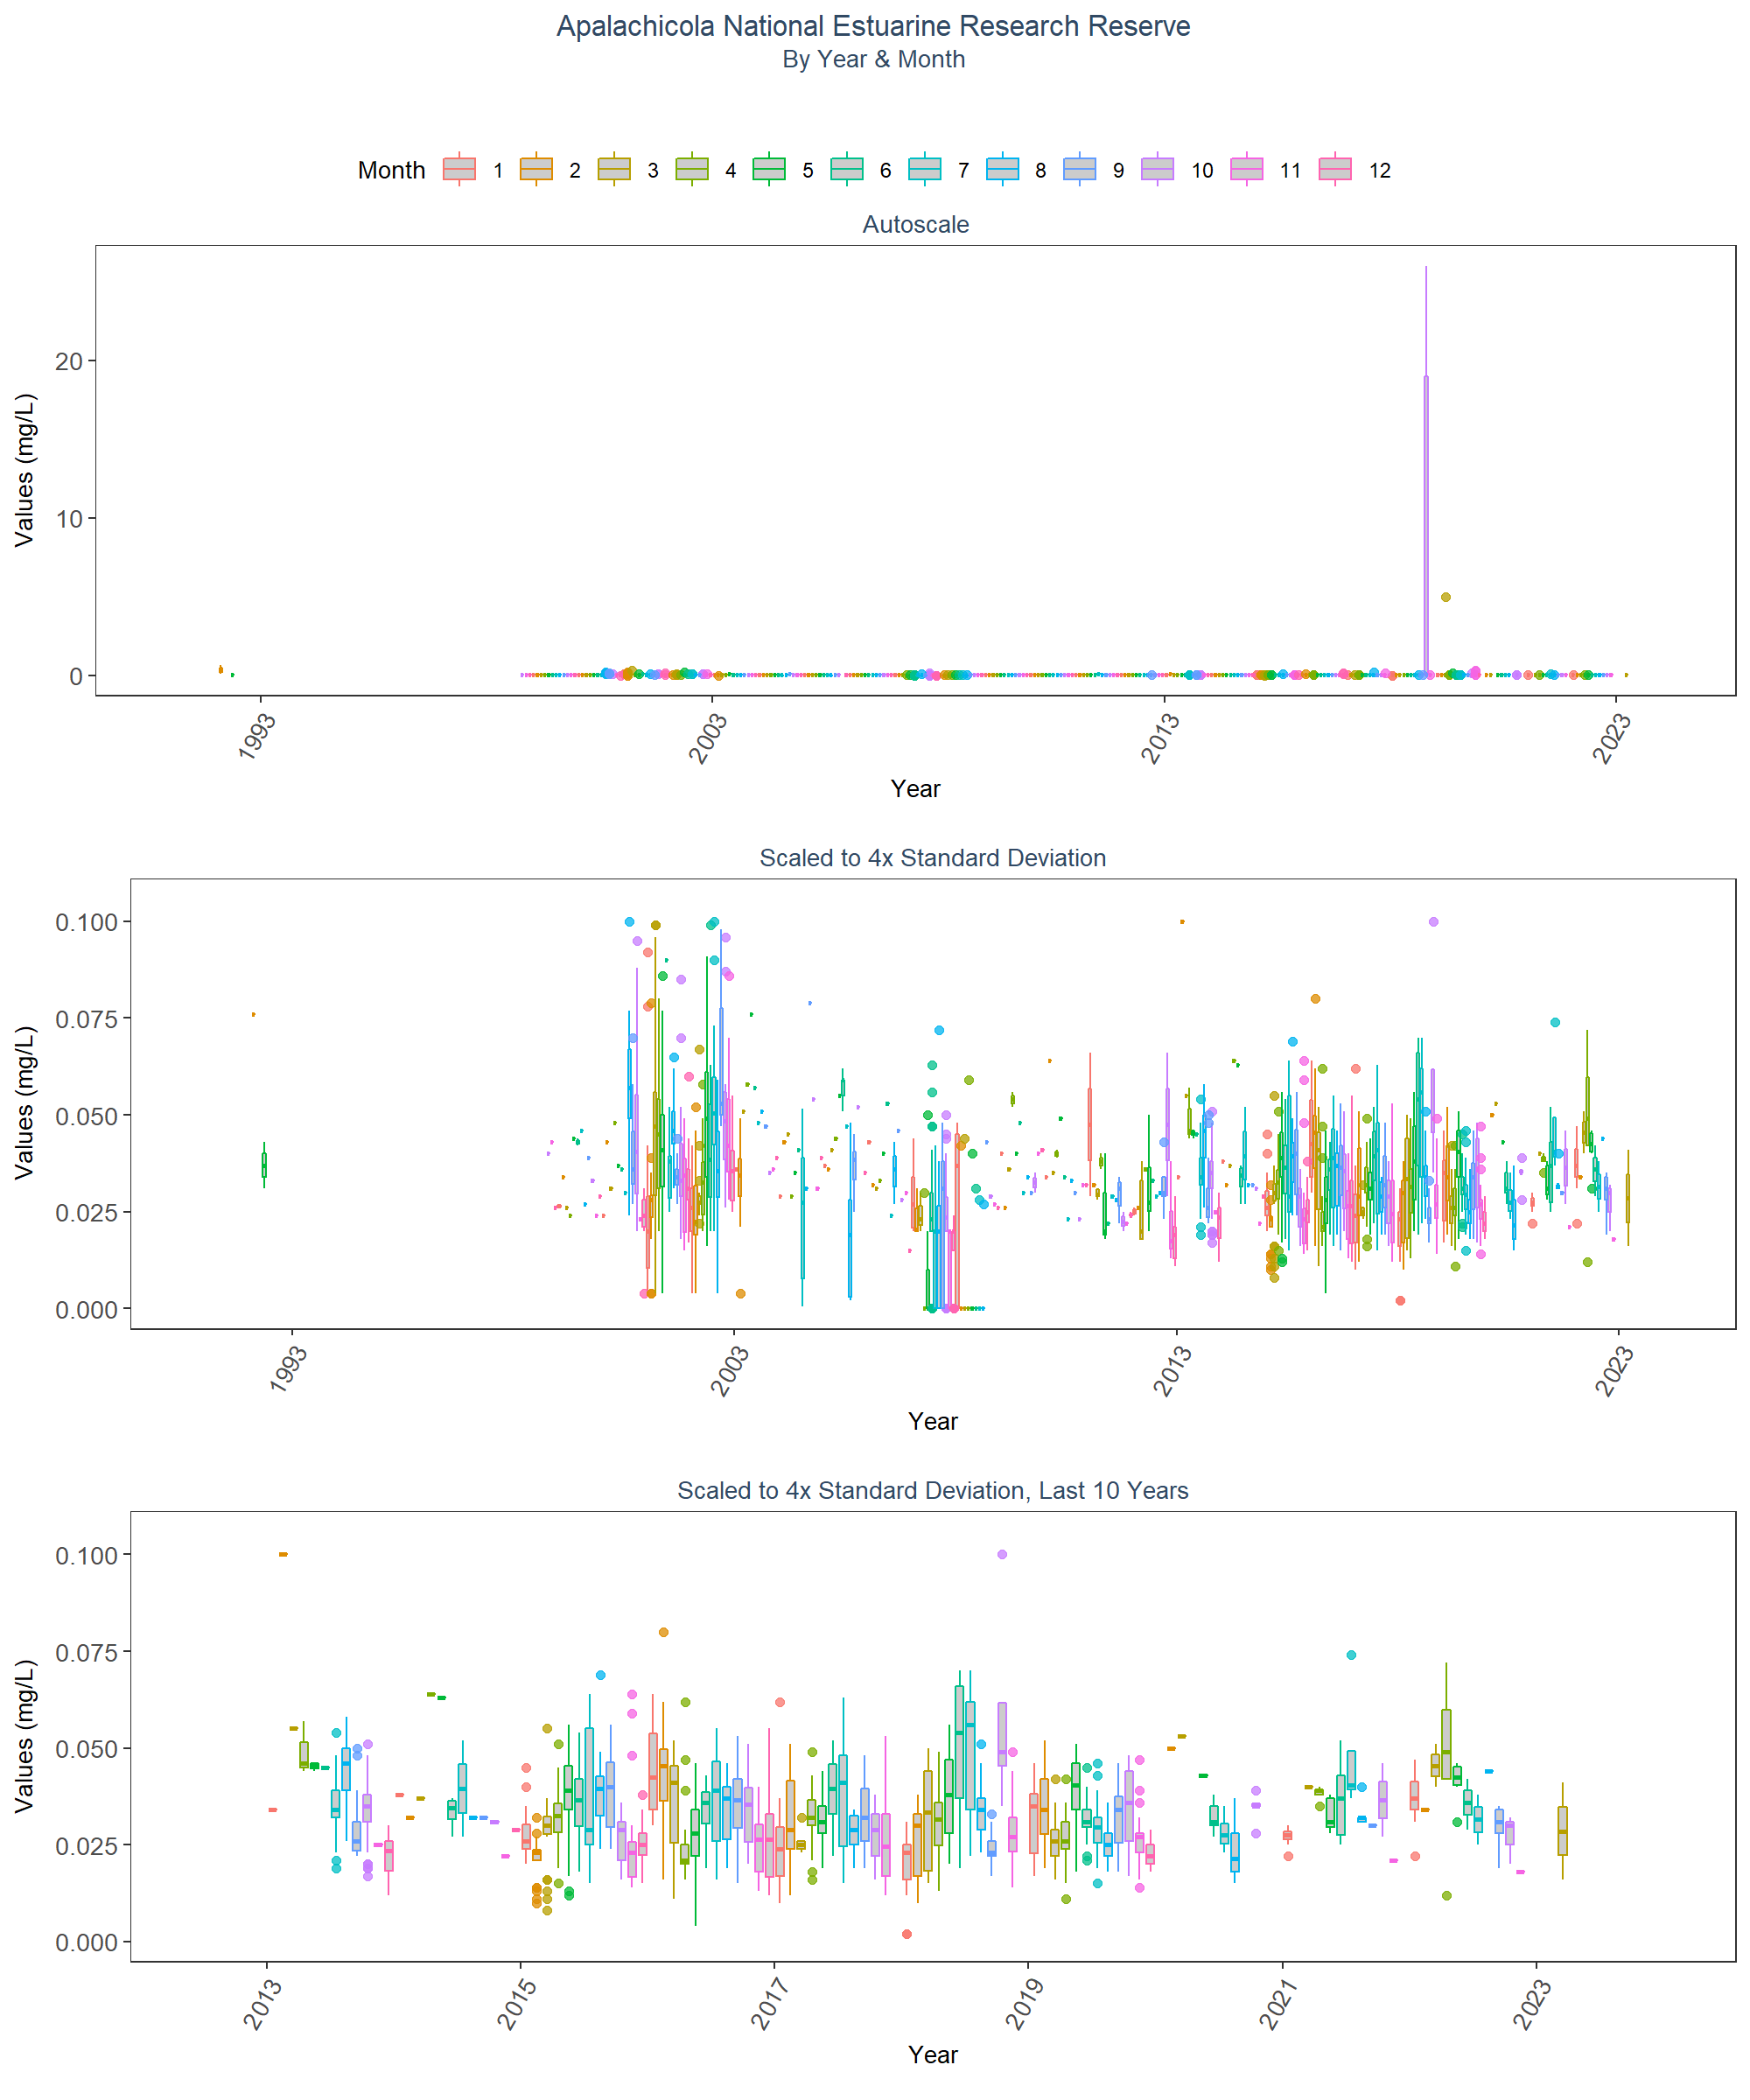 Apalachicola National Estuarine Research Reserve
By Year & Month
Month 1 2 3 4 5 6 7 8 9 10 11 12
Autoscale
Values (mg/L)
20
10
0
1993 2003 2013 2023
Year
Scaled to 4x Standard Deviation
Values (mg/L)
0.100
0.075
0.050
0.025
0.000
1993 2003 2013 2023
Year
Scaled to 4x Standard Deviation, Last 10 Years
Values (mg/L)
0.100
0.075
0.050
0.025
0.000
2013 2015 2017 2019 2021 2023
Year